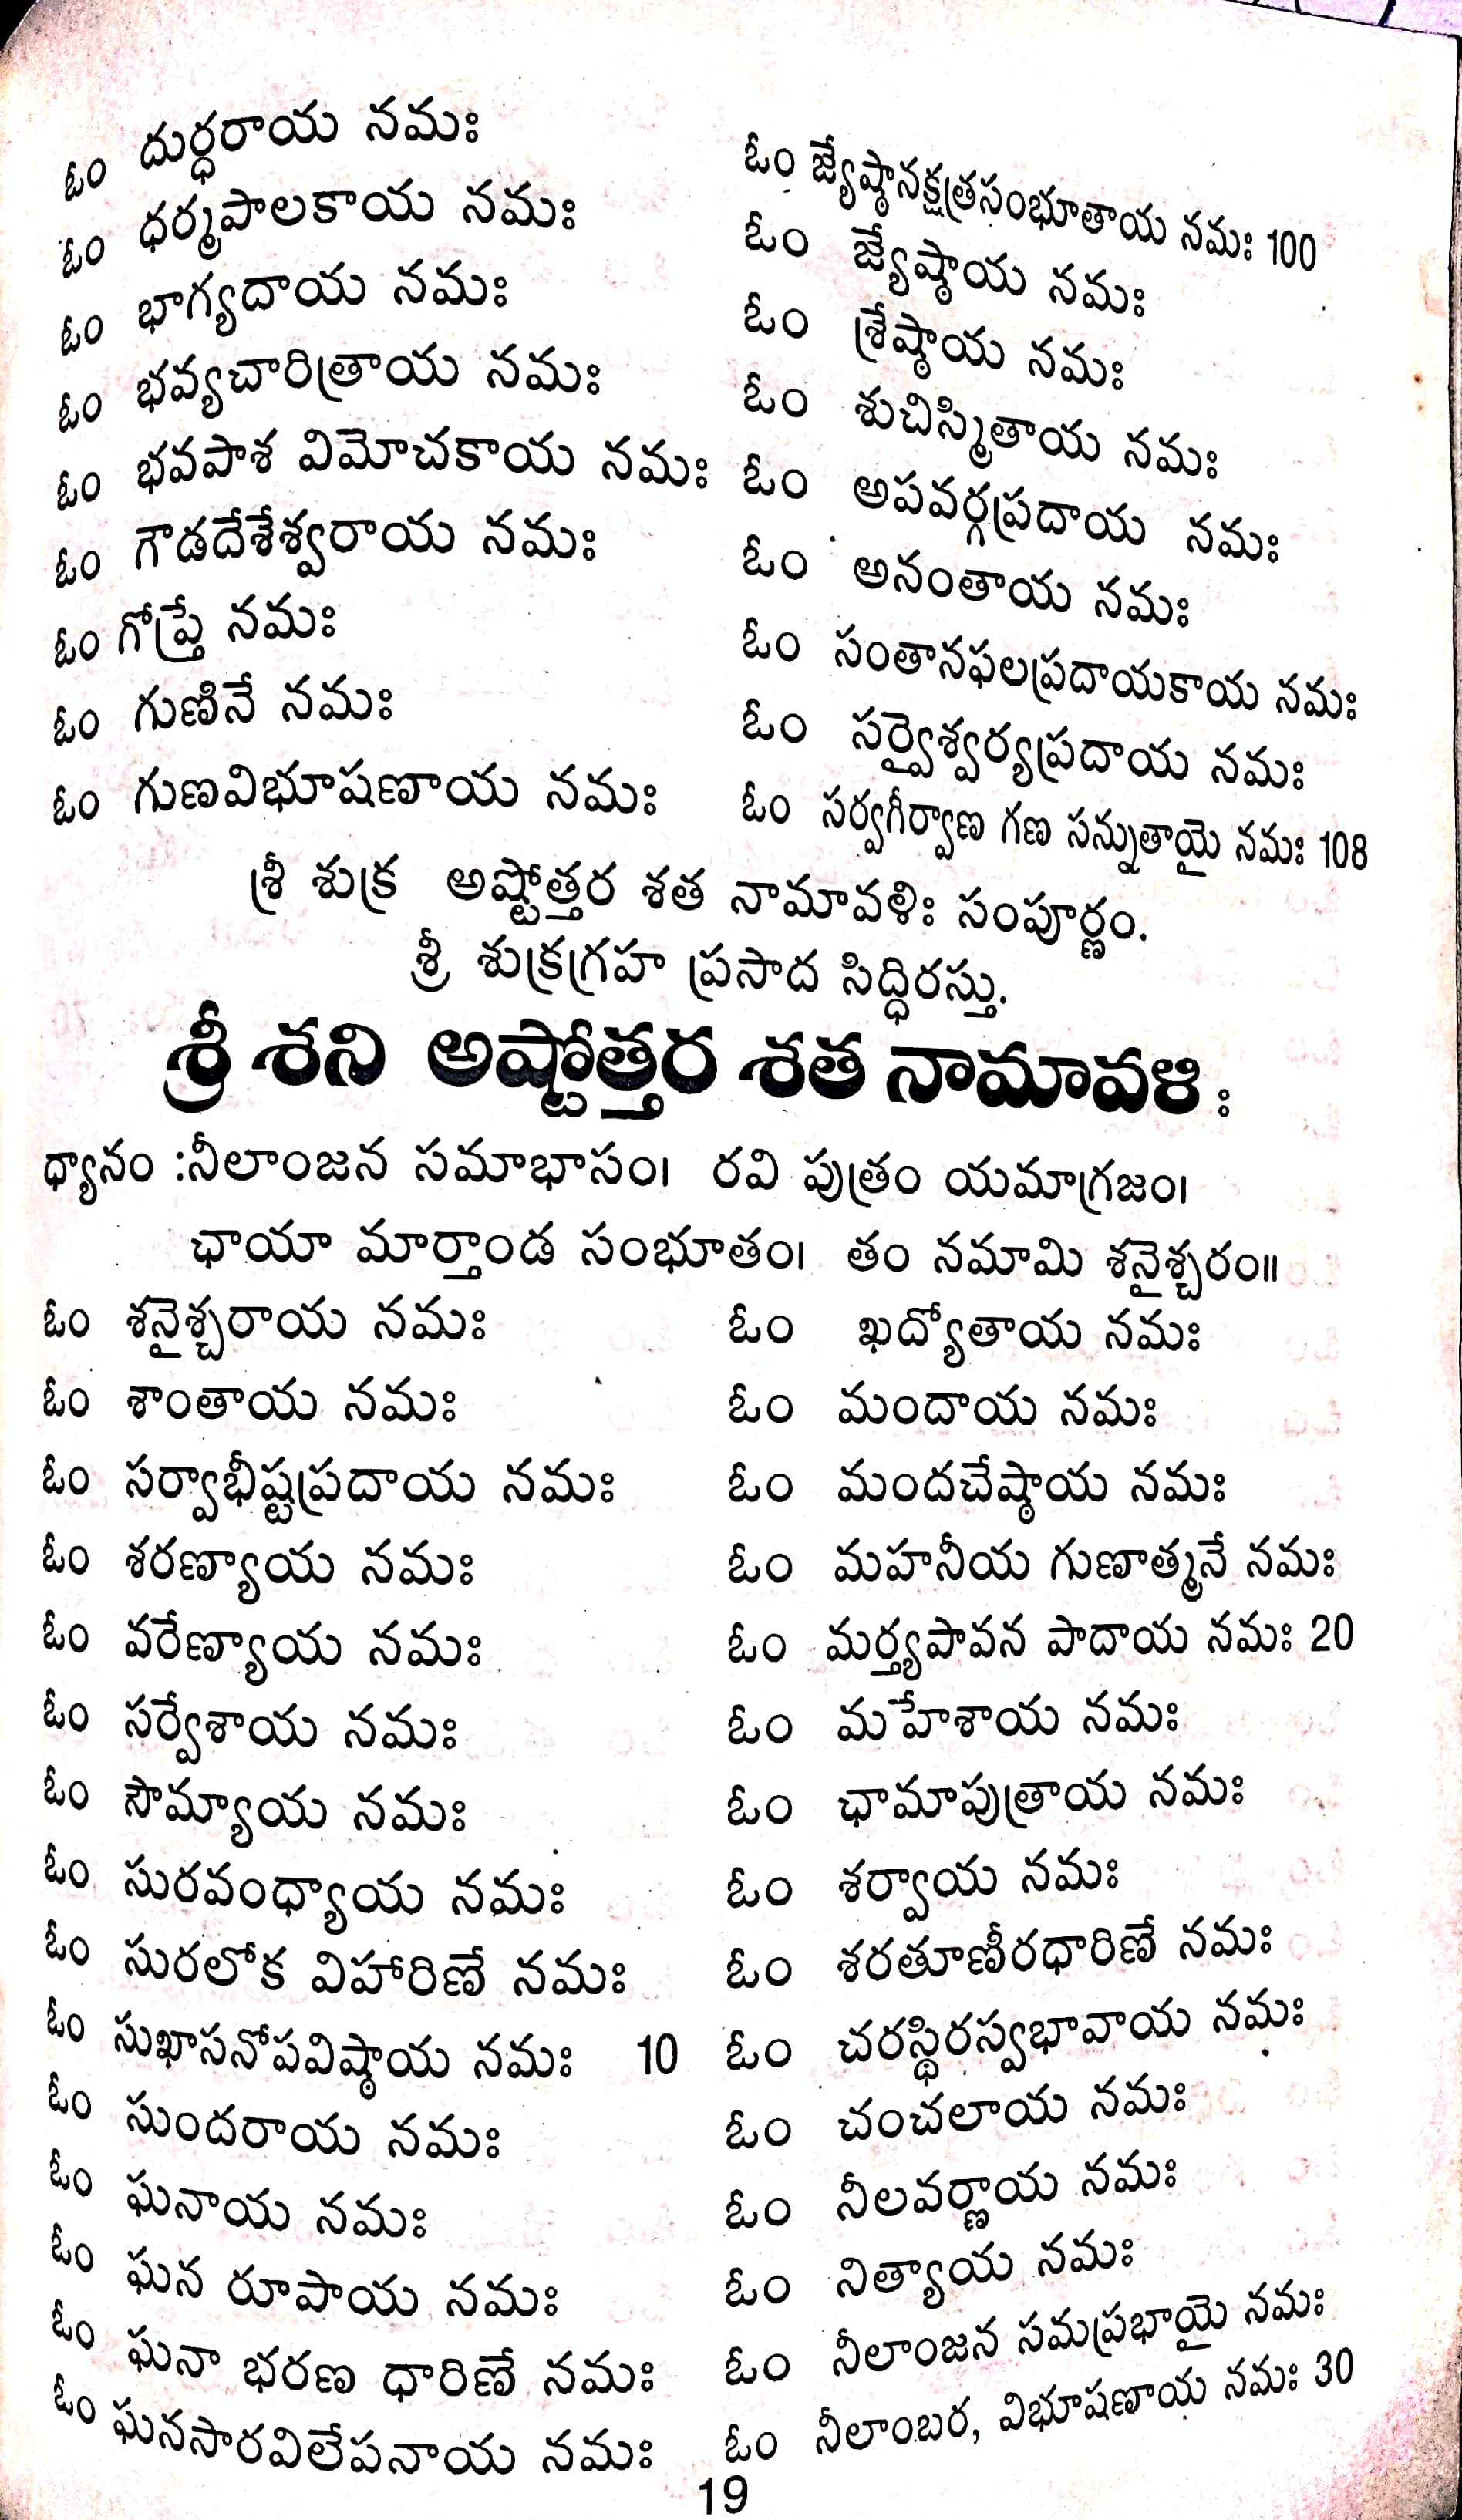 ఓం దుర్ధరాయ నమః
ఓం ధర్మపాలకాయ నమః
ఓం భాగ్యదాయ నమః
ఓం భవ్యచారిత్రాయ నమః
ఓం భవపాశ విమోచకాయ నమః
ఓం గౌడదేశేశ్వరాయ నమః
ఓం గోప్త్రే నమః
ఓం గుణినే నమః
ఓం గుణవిభూషణాయ నమః
ఓం జ్యేష్ఠానక్షత్రసంభూతాయ నమః 100
ఓం జ్యేష్ఠాయ నమః
ఓం శ్రేష్ఠాయ నమః
ఓం శుచిస్మితాయ నమః
ఓం అపవర్గప్రదాయ నమః
ఓం అనంతాయ నమః
ఓం సంతానఫలప్రదాయకాయ నమః
ఓం సర్వైశ్వర్యప్రదాయ నమః
ఓం సర్వగీర్వాణ గణ సన్నుతాయై నమః 108
శ్రీ శుక్ర అష్టోత్తర శత నామావళిః సంపూర్ణం.
శ్రీ శుక్రగ్రహ ప్రసాద సిద్ధిరస్తు.
శ్రీ శని అష్టోత్తర శత నామావళి :
ధ్యానం :నీలాంజన సమాభాసం। రవి పుత్రం యమాగ్రజం।
ఛాయా మార్తాండ సంభూతం। తం నమామి శనైశ్చరం॥
ఓం శనైశ్చరాయ నమః
ఓం శాంతాయ నమః
ఓం సర్వాభీష్టప్రదాయ నమః
ఓం శరణ్యాయ నమః
ఓం వరేణ్యాయ నమః
ఓం సర్వేశాయ నమః
ఓం సౌమ్యాయ నమః
ఓం సురవంధ్యాయ నమః
ఓం సురలోక విహారిణే నమః
ఓం సుఖాసనోపవిష్ఠాయ నమః 10
ఓం సుందరాయ నమః
ఓం ఘనాయ నమః
ఓం ఘన రూపాయ నమః
ఓం ఘనా భరణ ధారిణే నమః
ఓం ఘనసారవిలేపనాయ నమః
ఓం ఖద్యోతాయ నమః
ఓం మందాయ నమః
ఓం మందచేష్ఠాయ నమః
ఓం మహనీయ గుణాత్మనే నమః
ఓం మర్త్యపావన పాదాయ నమః 20
ఓం మహేశాయ నమః
ఓం ఛామాపుత్రాయ నమః
ఓం శర్వాయ నమః
ఓం శరతూణీరధారిణే నమః
ఓం చరస్థిరస్వభావాయ నమః
ఓం చంచలాయ నమః
ఓం నీలవర్ణాయ నమః
ఓం నిత్యాయ నమః
ఓం నీలాంజన సమప్రభాయై నమః
ఓం నీలాంబర, విభూషణాయ నమః 30
19